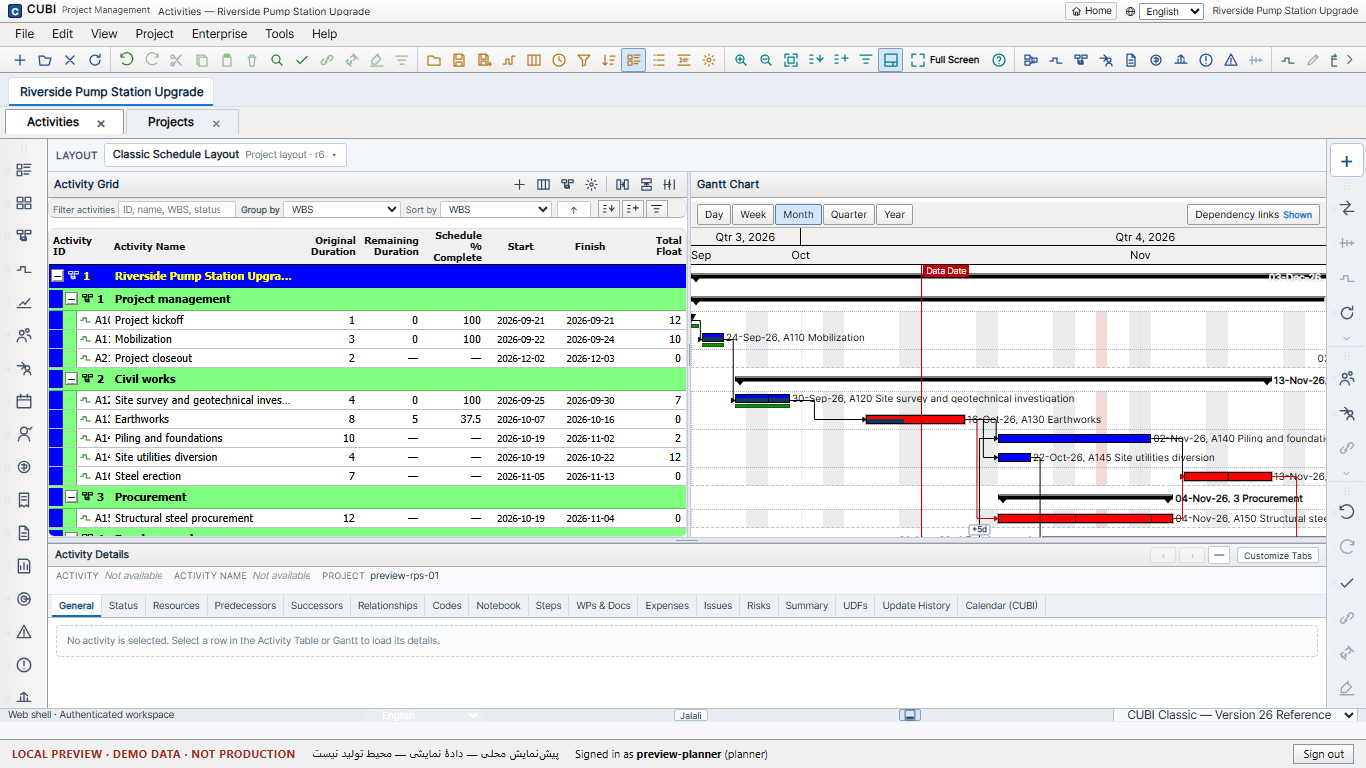 CUBI Project Management Activities — Riverside Pump Station Upgrade Home English Riverside Pump Station Upgrade
File Edit View Project Enterprise Tools Help
Full Screen
Riverside Pump Station Upgrade
Activities Projects
LAYOUT Classic Schedule Layout Project layout · r6
Activity Grid
Filter activities ID, name, WBS, status Group by WBS Sort by WBS
Activity ID Activity Name Original Duration Remaining Duration Schedule % Complete Start Finish Total Float
1 Riverside Pump Station Upgra...
1 Project management
Project kickoff 1 0 100 2026-09-21 2026-09-21 12
Mobilization 3 0 100 2026-09-22 2026-09-24 10
Project closeout 2 — — 2026-12-02 2026-12-03 0
2 Civil works
Site survey and geotechnical inves... 4 0 100 2026-09-25 2026-09-30 7
Earthworks 8 5 37.5 2026-10-07 2026-10-16 0
Piling and foundations 10 — — 2026-10-19 2026-11-02 2
Site utilities diversion 4 — — 2026-10-19 2026-10-22 12
Steel erection 7 — — 2026-11-05 2026-11-13 0
3 Procurement
Structural steel procurement 12 — — 2026-10-19 2026-11-04 0
Gantt Chart
Day Week Month Quarter Year Dependency links Shown
Qtr 3, 2026 Qtr 4, 2026
Sep Oct Nov
Data Date
03-Dec-26
24-Sep-26, A110 Mobilization
13-Nov-26,
30-Sep-26, A120 Site survey and geotechnical investigation
16-Oct-26, A130 Earthworks
02-Nov-26, A140 Piling and foundati
22-Oct-26, A145 Site utilities diversion
13-Nov-26,
04-Nov-26, 3 Procurement
04-Nov-26, A150 Structural stee
+5d
Activity Details
Customize Tabs
ACTIVITY Not available ACTIVITY NAME Not available PROJECT preview-rps-01
General Status Resources Predecessors Successors Relationships Codes Notebook Steps WPs & Docs Expenses Issues Risks Summary UDFs Update History Calendar (CUBI)
No activity is selected. Select a row in the Activity Table or Gantt to load its details.
Web shell · Authenticated workspace English Jalali CUBI Classic — Version 26 Reference
LOCAL PREVIEW · DEMO DATA · NOT PRODUCTION پیش‌نمایش محلی — دادهٔ نمایشی — محیط تولید نیست Signed in as preview-planner (planner) Sign out